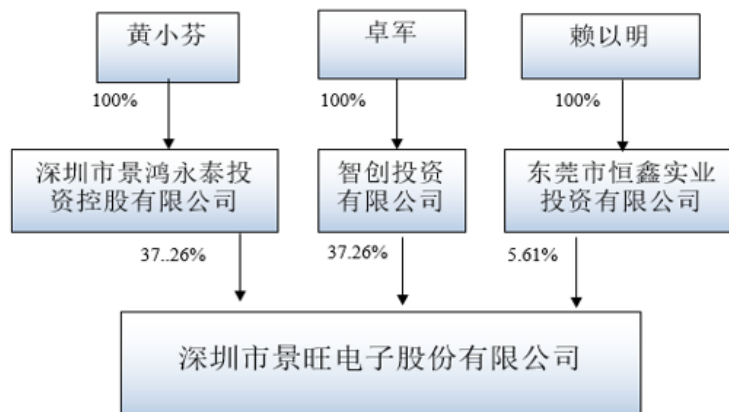 黄小芬
卓军
赖以明
100%
100%
100%
深圳市景鸿永泰投
资控股有限公司
智创投资
有限公司
东莞市恒鑫实业
投资有限公司
37..26%
37.26%
5.61%
深圳市景旺电子股份有限公司